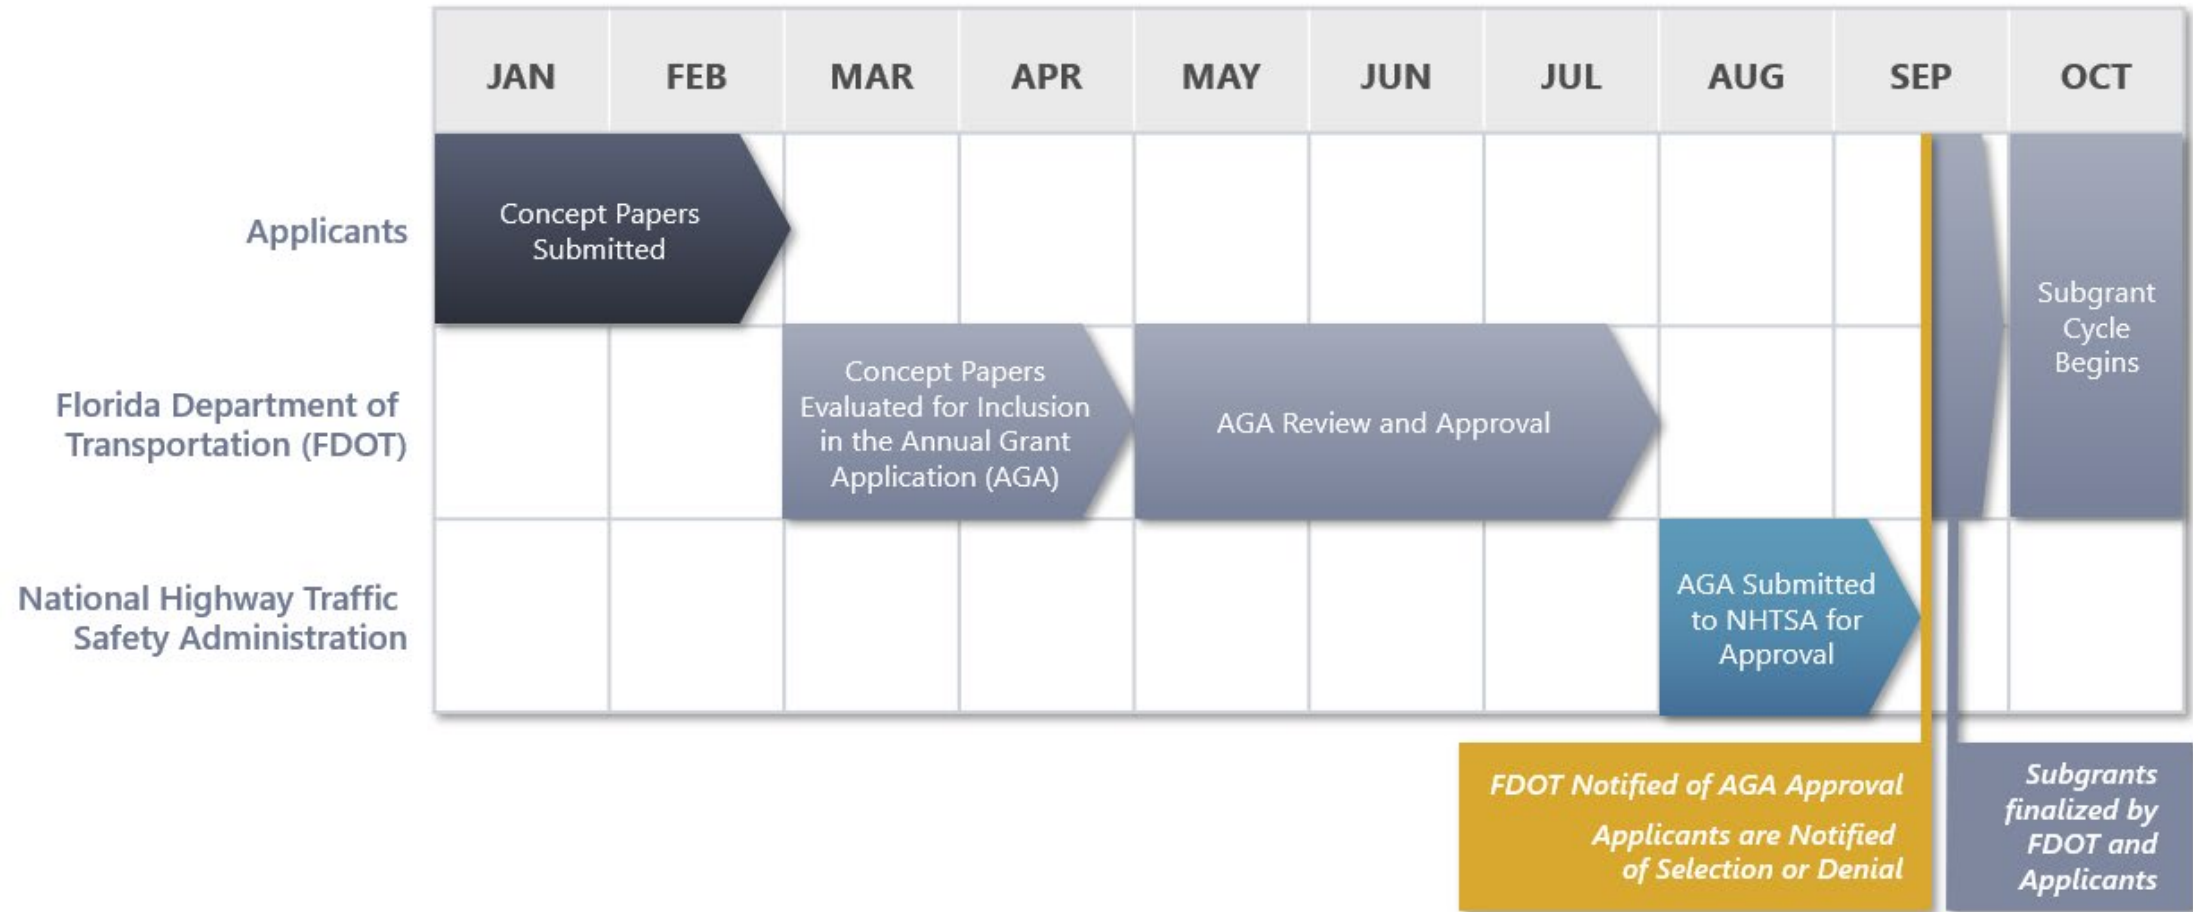 JAN FEB MAR APR MAY JUN JUL AUG SEP OCT
Applicants
Concept Papers
Submitted
Subgrant
Cycle
Begins
Florida Department of
Transportation (FDOT)
Concept Papers
Evaluated for Inclusion
in the Annual Grant
Application (AGA)
AGA Review and Approval
National Highway Traffic
Safety Administration
AGA Submitted
to NHTSA for
Approval
FDOT Notified of AGA Approval
Applicants are Notified
of Selection or Denial
Subgrants
finalized by
FDOT and
Applicants